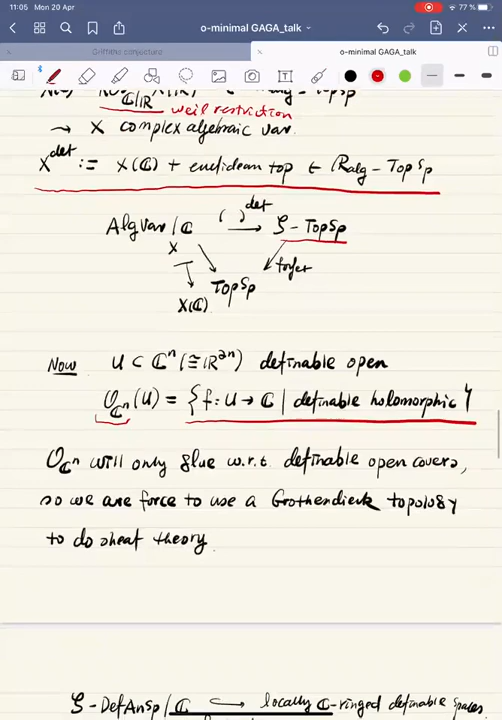 11:05 Mon 20 Apr
77 %
o-minimal GAGA_talk
Griffiths conjecture
o-minimal GAGA_talk
ℂ/ℝ weil restriction
→ X complex algebraic var.
X^def := X(ℂ) + euclidean top ∈ ℝalg - TopSp
AlgVar/ℂ ( )^def → ξ - TopSp
X
forget
TopSp
X(ℂ)
Now U ⊂ ℂ^n (≅ ℝ^2n) definable open
O_ℂ^n (U) = { f: U → ℂ | definable holomorphic }
O_ℂ^n will only glue w.r.t. definable open covers,
so we are force to use a Grothendieck topology
to do sheaf theory.
ξ - DefAnSp/ℂ ↪ locally ℂ-ringed definable spaces